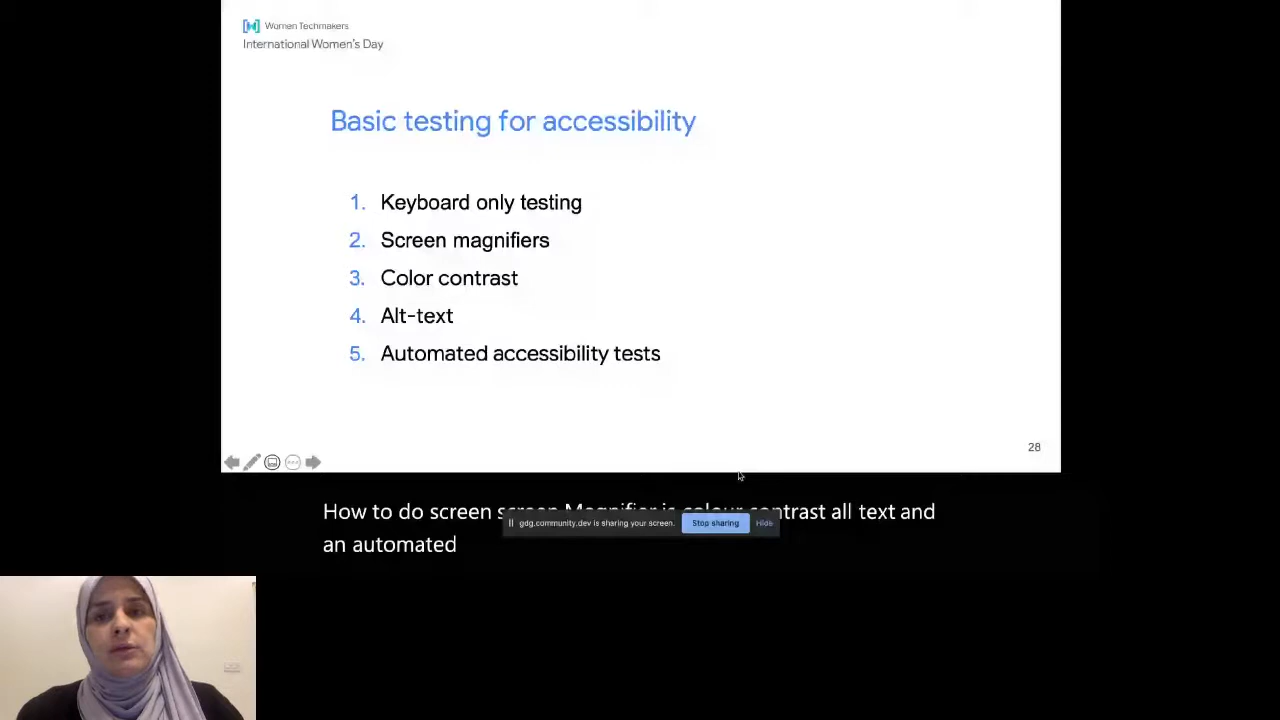 Women Techmakers
International Women's Day
Basic testing for accessibility
1. Keyboard only testing
2. Screen magnifiers
3. Color contrast
4. Alt-text
5. Automated accessibility tests
28
How to do screen screen Magnifier is colour contrast all text and
gdg.community.dev is sharing your screen. Stop sharing Hide
an automated